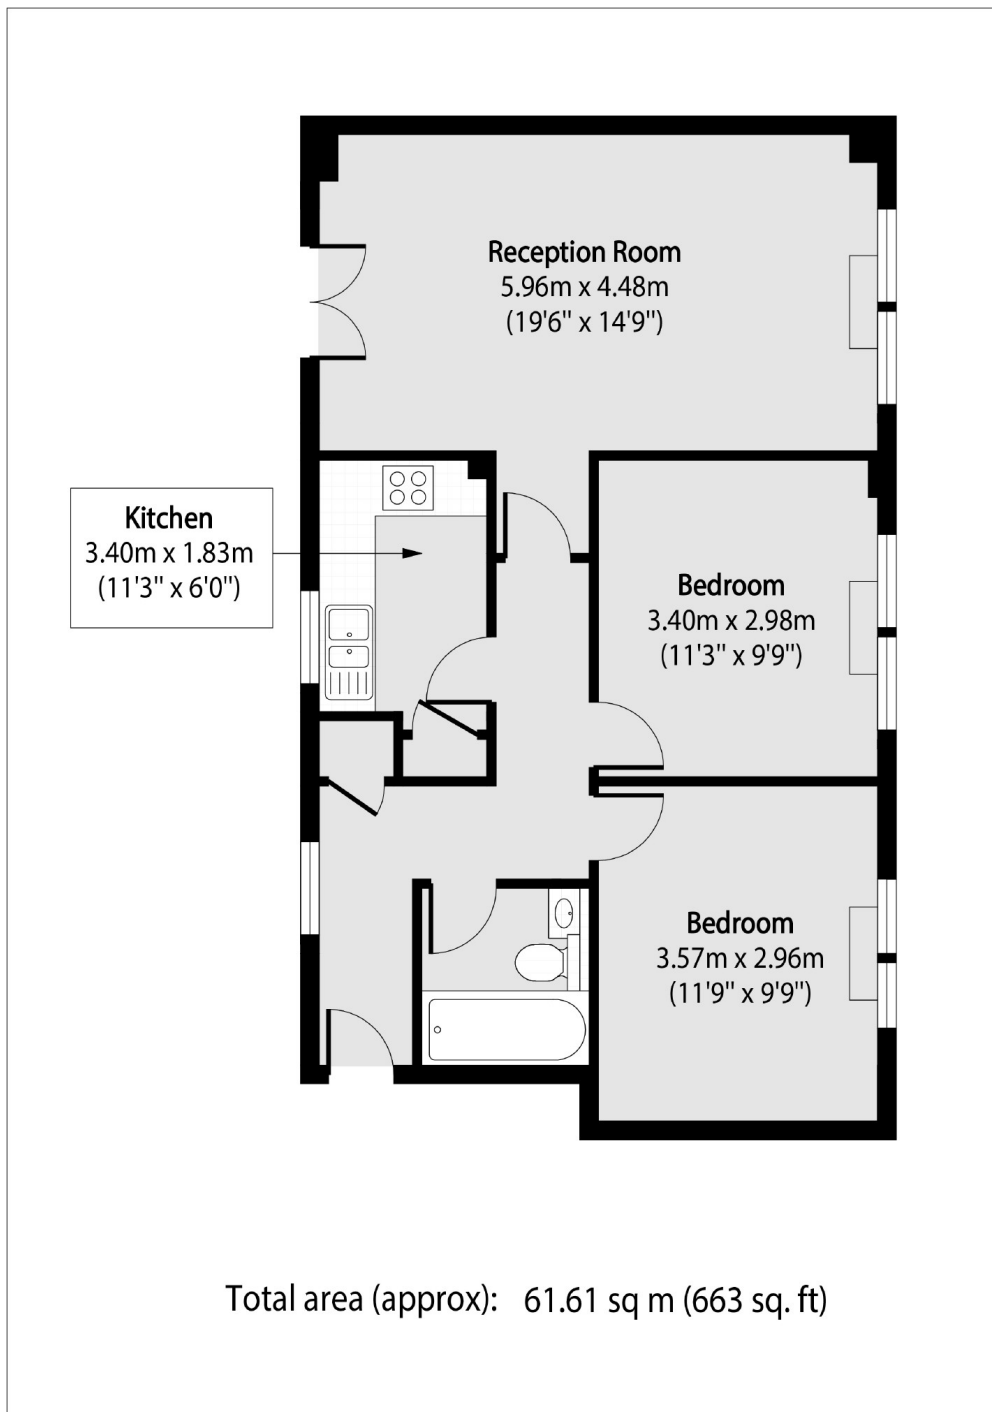 Reception Room
5.96m x 4.48m
(19'6" x 14'9")
Kitchen
3.40m x 1.83m
(11'3" x 6'0")
Bedroom
3.40m x 2.98m
(11'3" x 9'9")
Bedroom
3.57m x 2.96m
(11'9" x 9'9")
Total area (approx): 61.61 sq m (663 sq. ft)